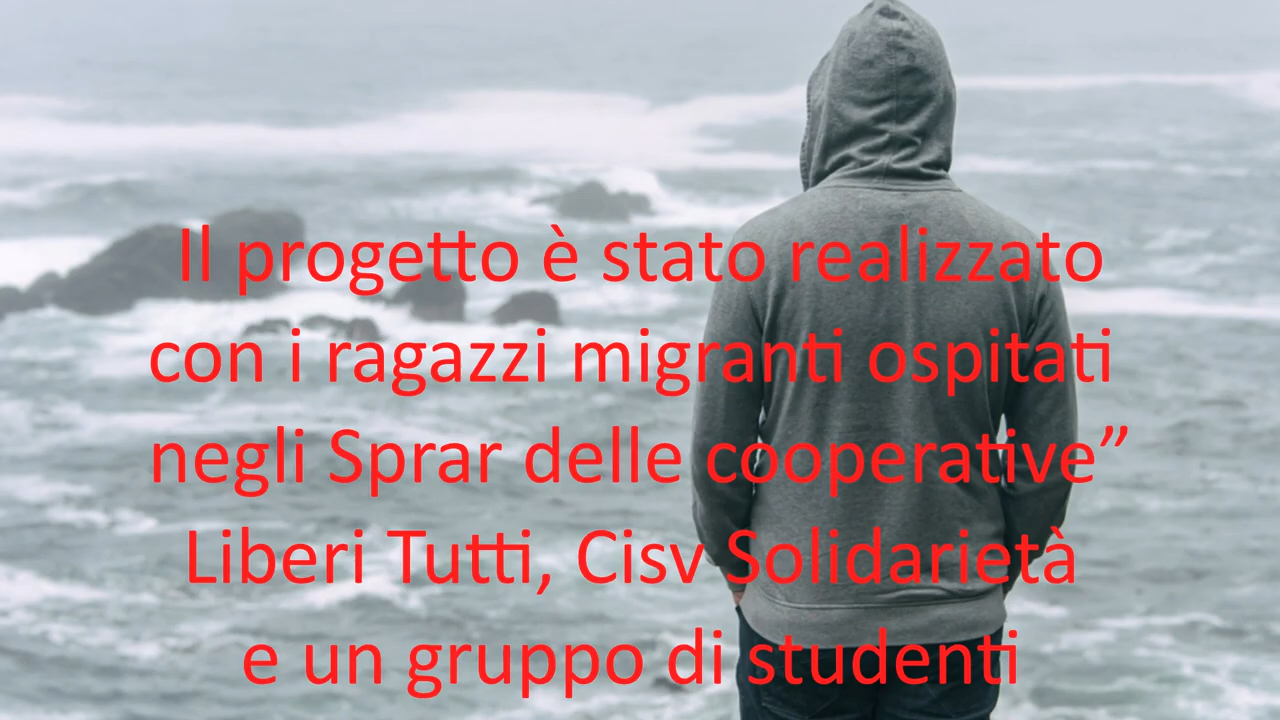 Il progetto è stato realizzato
con i ragazzi migranti ospitati
negli Sprar delle cooperative”
Liberi Tutti, Cisv Solidarietà
e un gruppo di studenti